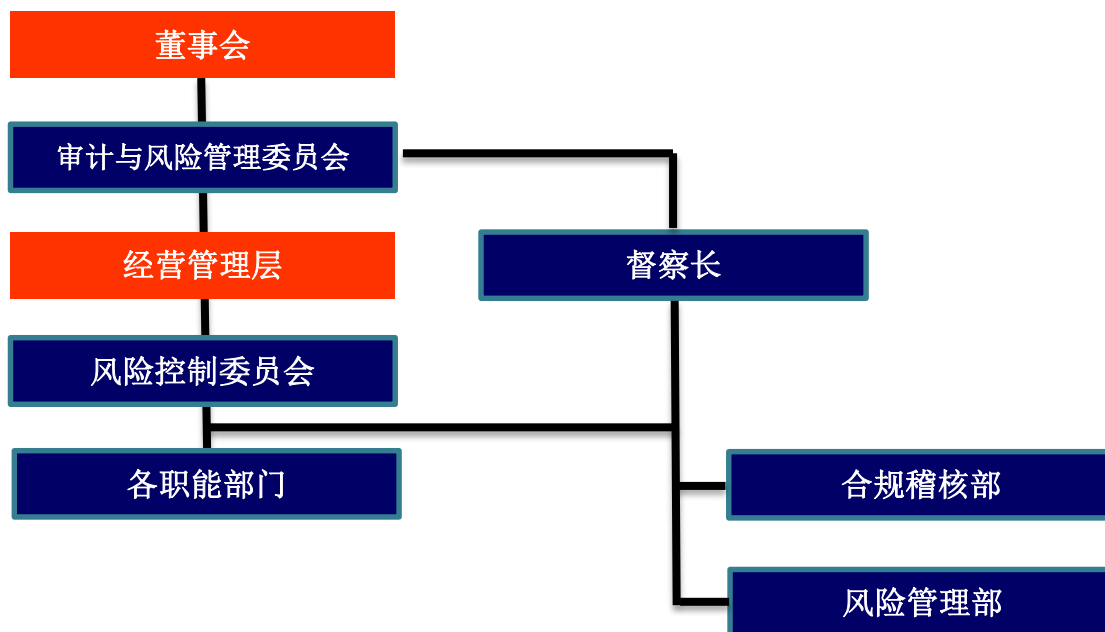 董事会
审计与风险管理委员会
经营管理层
督察长
风险控制委员会
各职能部门
合规稽核部
风险管理部